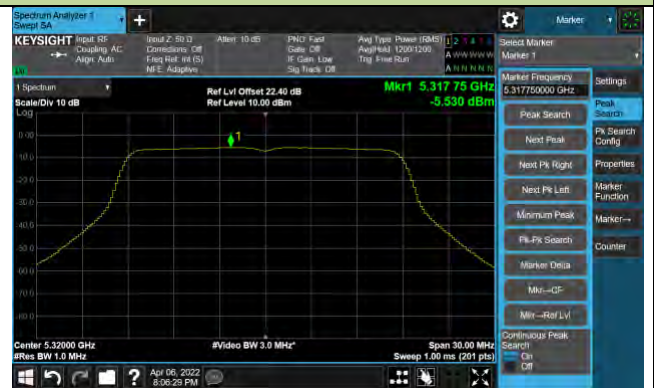 Spectrum Analyzer 1
Swept SA
+
Marker
KEYSIGHT
Input: RF
Coupling: AC
Align: Auto
Input Z: 50 Ω
Corrections: Off
Freq Ref: Int (S)
NFE: Adaptive
Atten: 10 dB
PNO: Fast
Gate: Off
IF Gain: Low
Sig Track: Off
Avg Type: Power (RMS)
Avg|Hold: 1200/1200
Trig: Free Run
1 2 3 4 5 6
A W W W W W
A N N N N N
Select Marker
Marker 1
1 Spectrum
Scale/Div 10 dB
Log
Ref Lvl Offset 22.40 dB
Ref Level 10.00 dBm
Mkr1 5.317 75 GHz
-5.530 dBm
1
0.00
-10.0
-20.0
-30.0
-40.0
-50.0
-60.0
-70.0
-80.0
Center 5.32000 GHz
#Res BW 1.0 MHz
#Video BW 3.0 MHz*
Span 30.00 MHz
Sweep 1.00 ms (201 pts)
Marker Frequency
5.317750000 GHz
Peak Search
Next Peak
Next Pk Right
Next Pk Left
Minimum Peak
Pk-Pk Search
Marker Delta
Mkr→CF
Mkr→Ref Lvl
Continuous Peak
Search
On
Off
Settings
Peak
Search
Pk Search
Config
Properties
Marker
Function
Marker→
Counter
?
Apr 06, 2022
8:06:29 PM